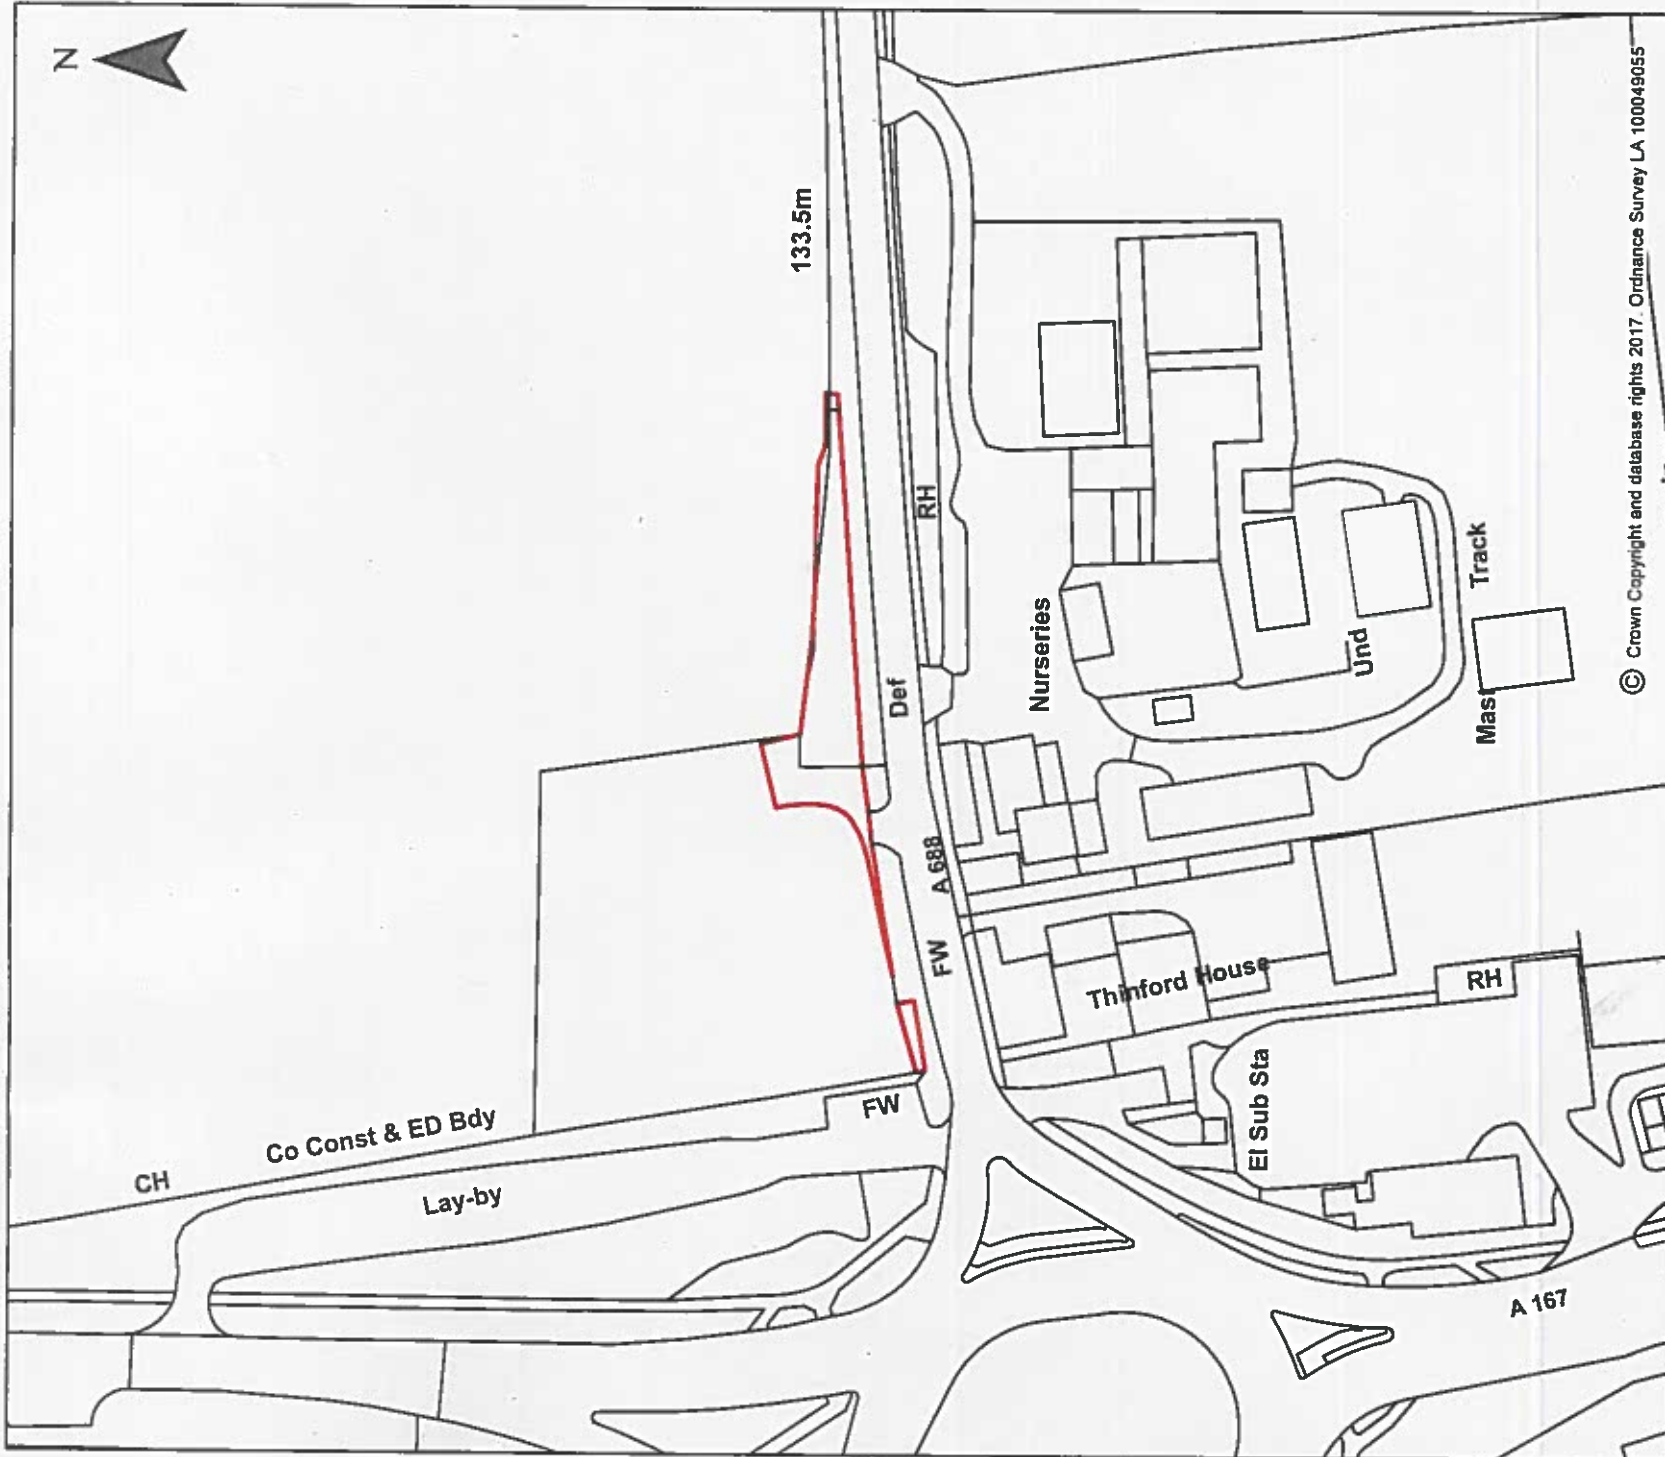 N
133.5m
RH
Def
Nurseries
Und
Track
Mast
A 688
FW
Thinford House
RH
FW
El Sub Sta
Co Const & ED Bdy
CH
Lay-by
A 167
© Crown Copyright and database rights 2017. Ordnance Survey LA 100049055